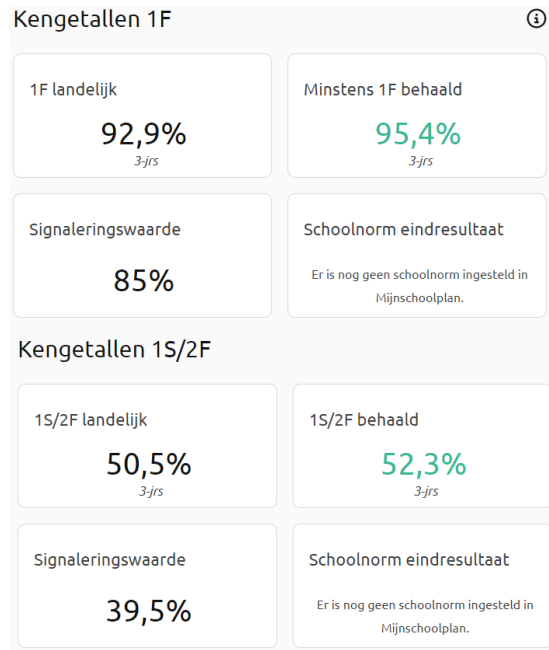 Kengetallen 1F
1F landelijk
92,9%
3-jrs
Minstens 1F behaald
95,4%
3-jrs
Signaleringswaarde
85%
Schoolnorm eindresultaat
Er is nog geen schoolnorm ingesteld in
Mijnschoolplan.
Kengetallen 1S/2F
1S/2F landelijk
50,5%
3-jrs
1S/2F behaald
52,3%
3-jrs
Signaleringswaarde
39,5%
Schoolnorm eindresultaat
Er is nog geen schoolnorm ingesteld in
Mijnschoolplan.